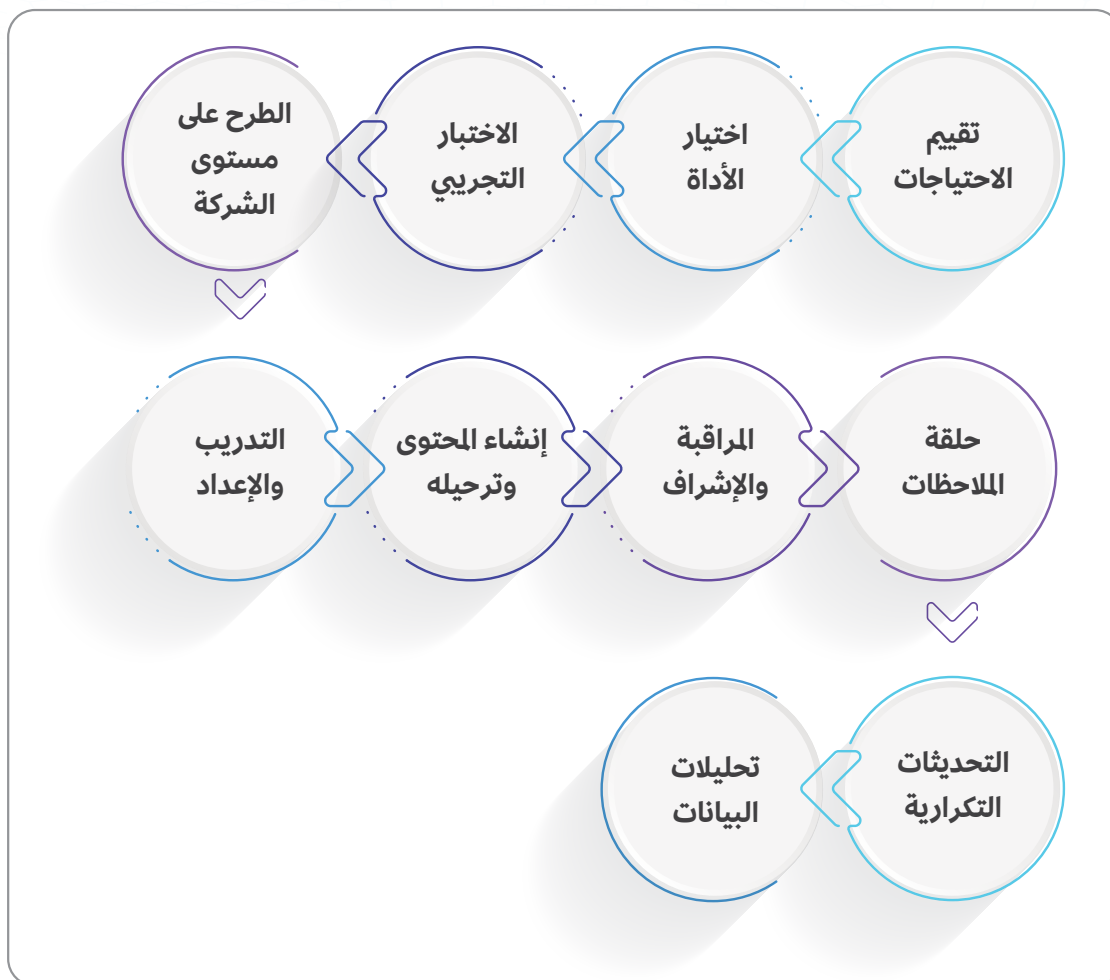 تقييم
الاحتياجات
اختيار
الأداة
الاختبار
التجريبي
الطرح على
مستوى
الشركة
التدريب
والإعداد
إنشاء المحتوى
وترحيله
المراقبة
والإشراف
حلقة
الملاحظات
التحديثات
التكرارية
تحليلات
البيانات